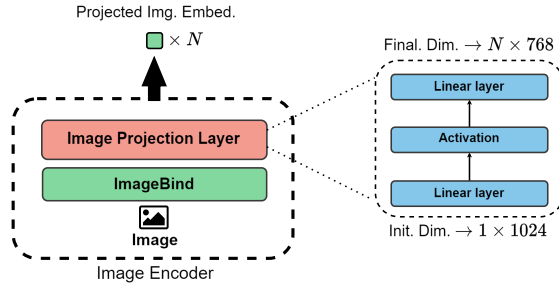 Projected Img. Embed.
× N
Image Projection Layer
ImageBind
Image
Image Encoder
Final. Dim. → N × 768
Linear layer
Activation
Linear layer
Init. Dim. → 1 × 1024